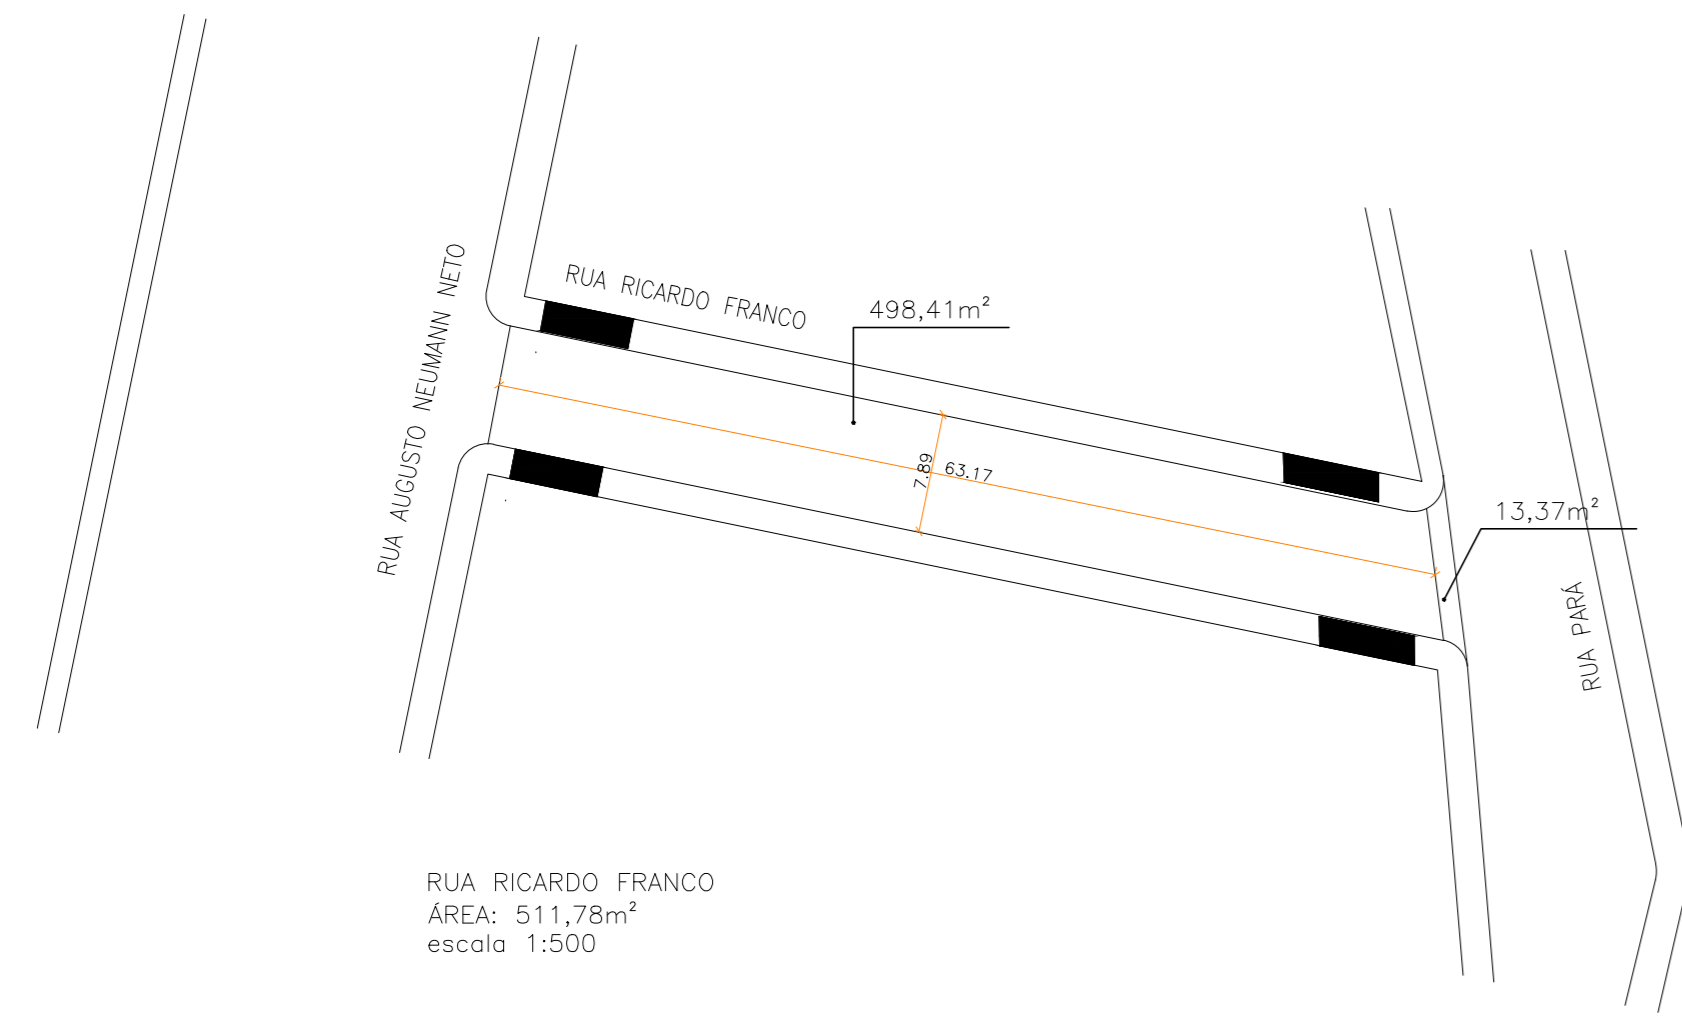 RUA AUGUSTO NEUMANN NETO
RUA RICARDO FRANCO
498,41m²
7.89
63.17
13,37m²
RUA PARÁ
RUA RICARDO FRANCO
ÁREA: 511,78m²
escala 1:500